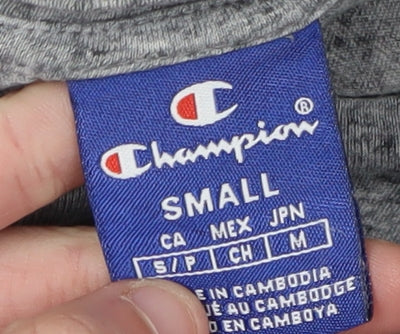 Champion®
SMALL
CA MEX JPN
S/P CH M
IN CAMBODIA
AU CAMBODGE
EN CAMBOYA